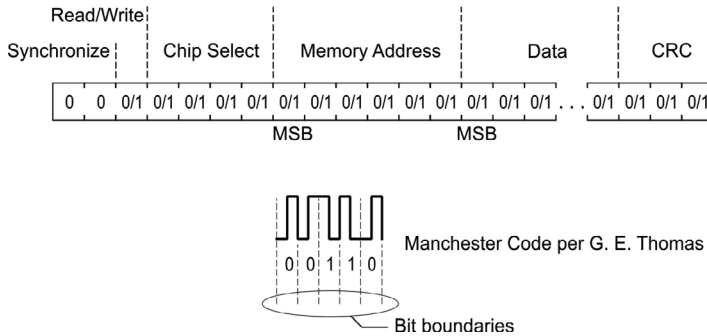 Read/Write
Synchronize Chip Select Memory Address Data CRC
0 0 0/1 0/1 0/1 0/1 0/1 0/1 0/1 0/1 0/1 0/1 0/1 0/1 0/1 0/1 . . . 0/1 0/1 0/1 0/1
MSB MSB
Manchester Code per G. E. Thomas
0 0 1 1 0
Bit boundaries